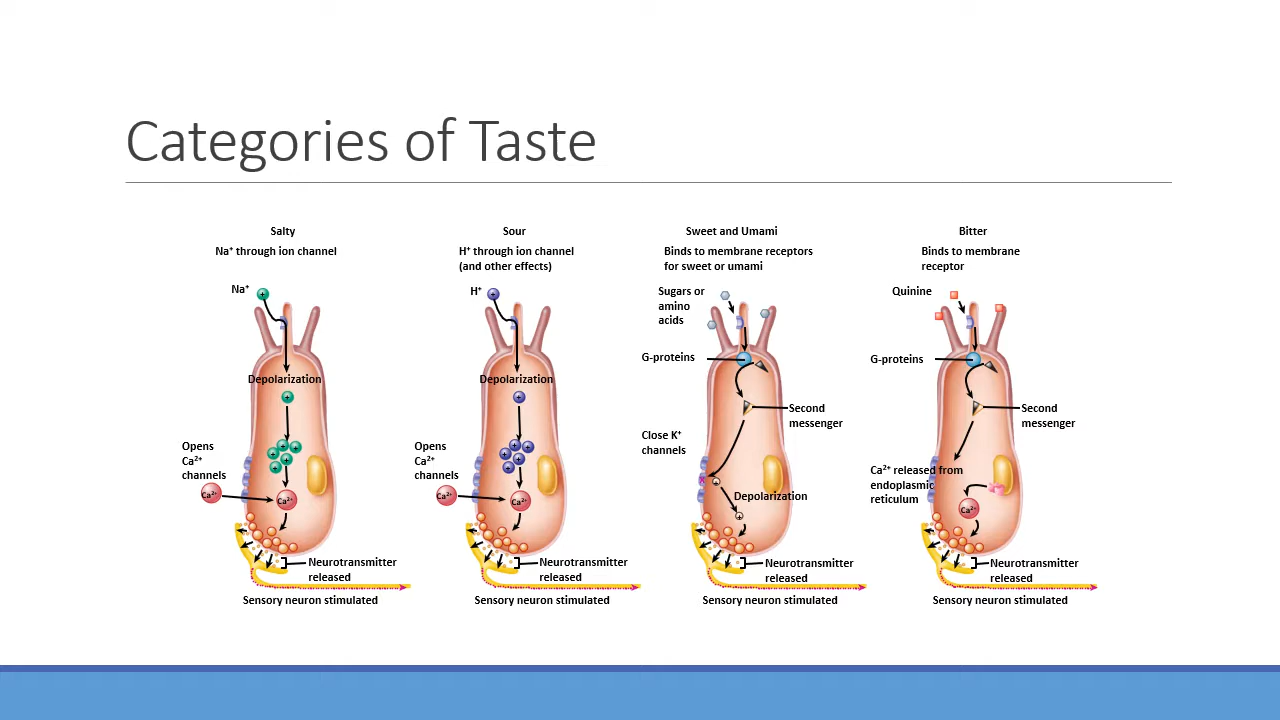 Categories of Taste
Salty
Na⁺ through ion channel
Na⁺
+
Depolarization
+
Opens
Ca²⁺
channels
+
+
+
+
+
Ca²⁺
Ca²⁺
Neurotransmitter
released
Sensory neuron stimulated
Sour
H⁺ through ion channel
(and other effects)
H⁺
+
Depolarization
+
Opens
Ca²⁺
channels
+
+
+
+
+
Ca²⁺
Ca²⁺
Neurotransmitter
released
Sensory neuron stimulated
Sweet and Umami
Binds to membrane receptors
for sweet or umami
Sugars or
amino
acids
G-proteins
Second
messenger
Close K⁺
channels
X
+
Depolarization
+
Neurotransmitter
released
Sensory neuron stimulated
Bitter
Binds to membrane
receptor
Quinine
G-proteins
Second
messenger
Ca²⁺ released from
endoplasmic
reticulum
Ca²⁺
Neurotransmitter
released
Sensory neuron stimulated